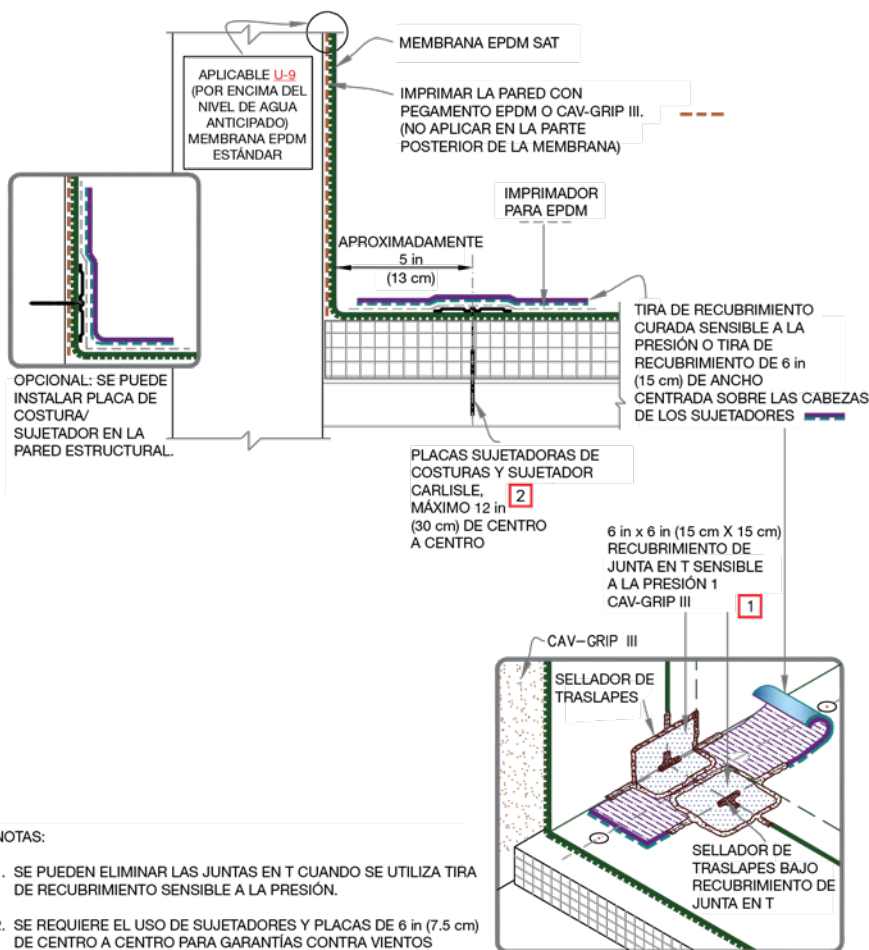 MEMBRANA EPDM SAT
APLICABLE U-9
(POR ENCIMA DEL
NIVEL DE AGUA
ANTICIPADO)
MEMBRANA EPDM
ESTÁNDAR
IMPRIMAR LA PARED CON
PEGAMENTO EPDM O CAV-GRIP III.
(NO APLICAR EN LA PARTE
POSTERIOR DE LA MEMBRANA)
IMPRIMADOR
PARA EPDM
APROXIMADAMENTE
5 in
(13 cm)
TIRA DE RECUBRIMIENTO
CURADA SENSIBLE A LA
PRESIÓN O TIRA DE
RECUBRIMIENTO DE 6 in
(15 cm) DE ANCHO
CENTRADA SOBRE LAS CABEZAS
DE LOS SUJETADORES
OPCIONAL: SE PUEDE
INSTALAR PLACA DE
COSTURA/
SUJETADOR EN LA
PARED ESTRUCTURAL.
PLACAS SUJETADORAS DE
COSTURAS Y SUJETADOR
CARLISLE,
MÁXIMO 12 in 2
(30 cm) DE CENTRO
A CENTRO
6 in x 6 in (15 cm X 15 cm)
RECUBRIMIENTO DE
JUNTA EN T SENSIBLE
A LA PRESIÓN 1
CAV-GRIP III 1
CAV-GRIP III
SELLADOR DE
TRASLAPES
SELLADOR DE
TRASLAPES BAJO
RECUBRIMIENTO DE
JUNTA EN T
NOTAS:
. SE PUEDEN ELIMINAR LAS JUNTAS EN T CUANDO SE UTILIZA TIRA
DE RECUBRIMIENTO SENSIBLE A LA PRESIÓN.
2. SE REQUIERE EL USO DE SUJETADORES Y PLACAS DE 6 in (7.5 cm)
DE CENTRO A CENTRO PARA GARANTÍAS CONTRA VIENTOS